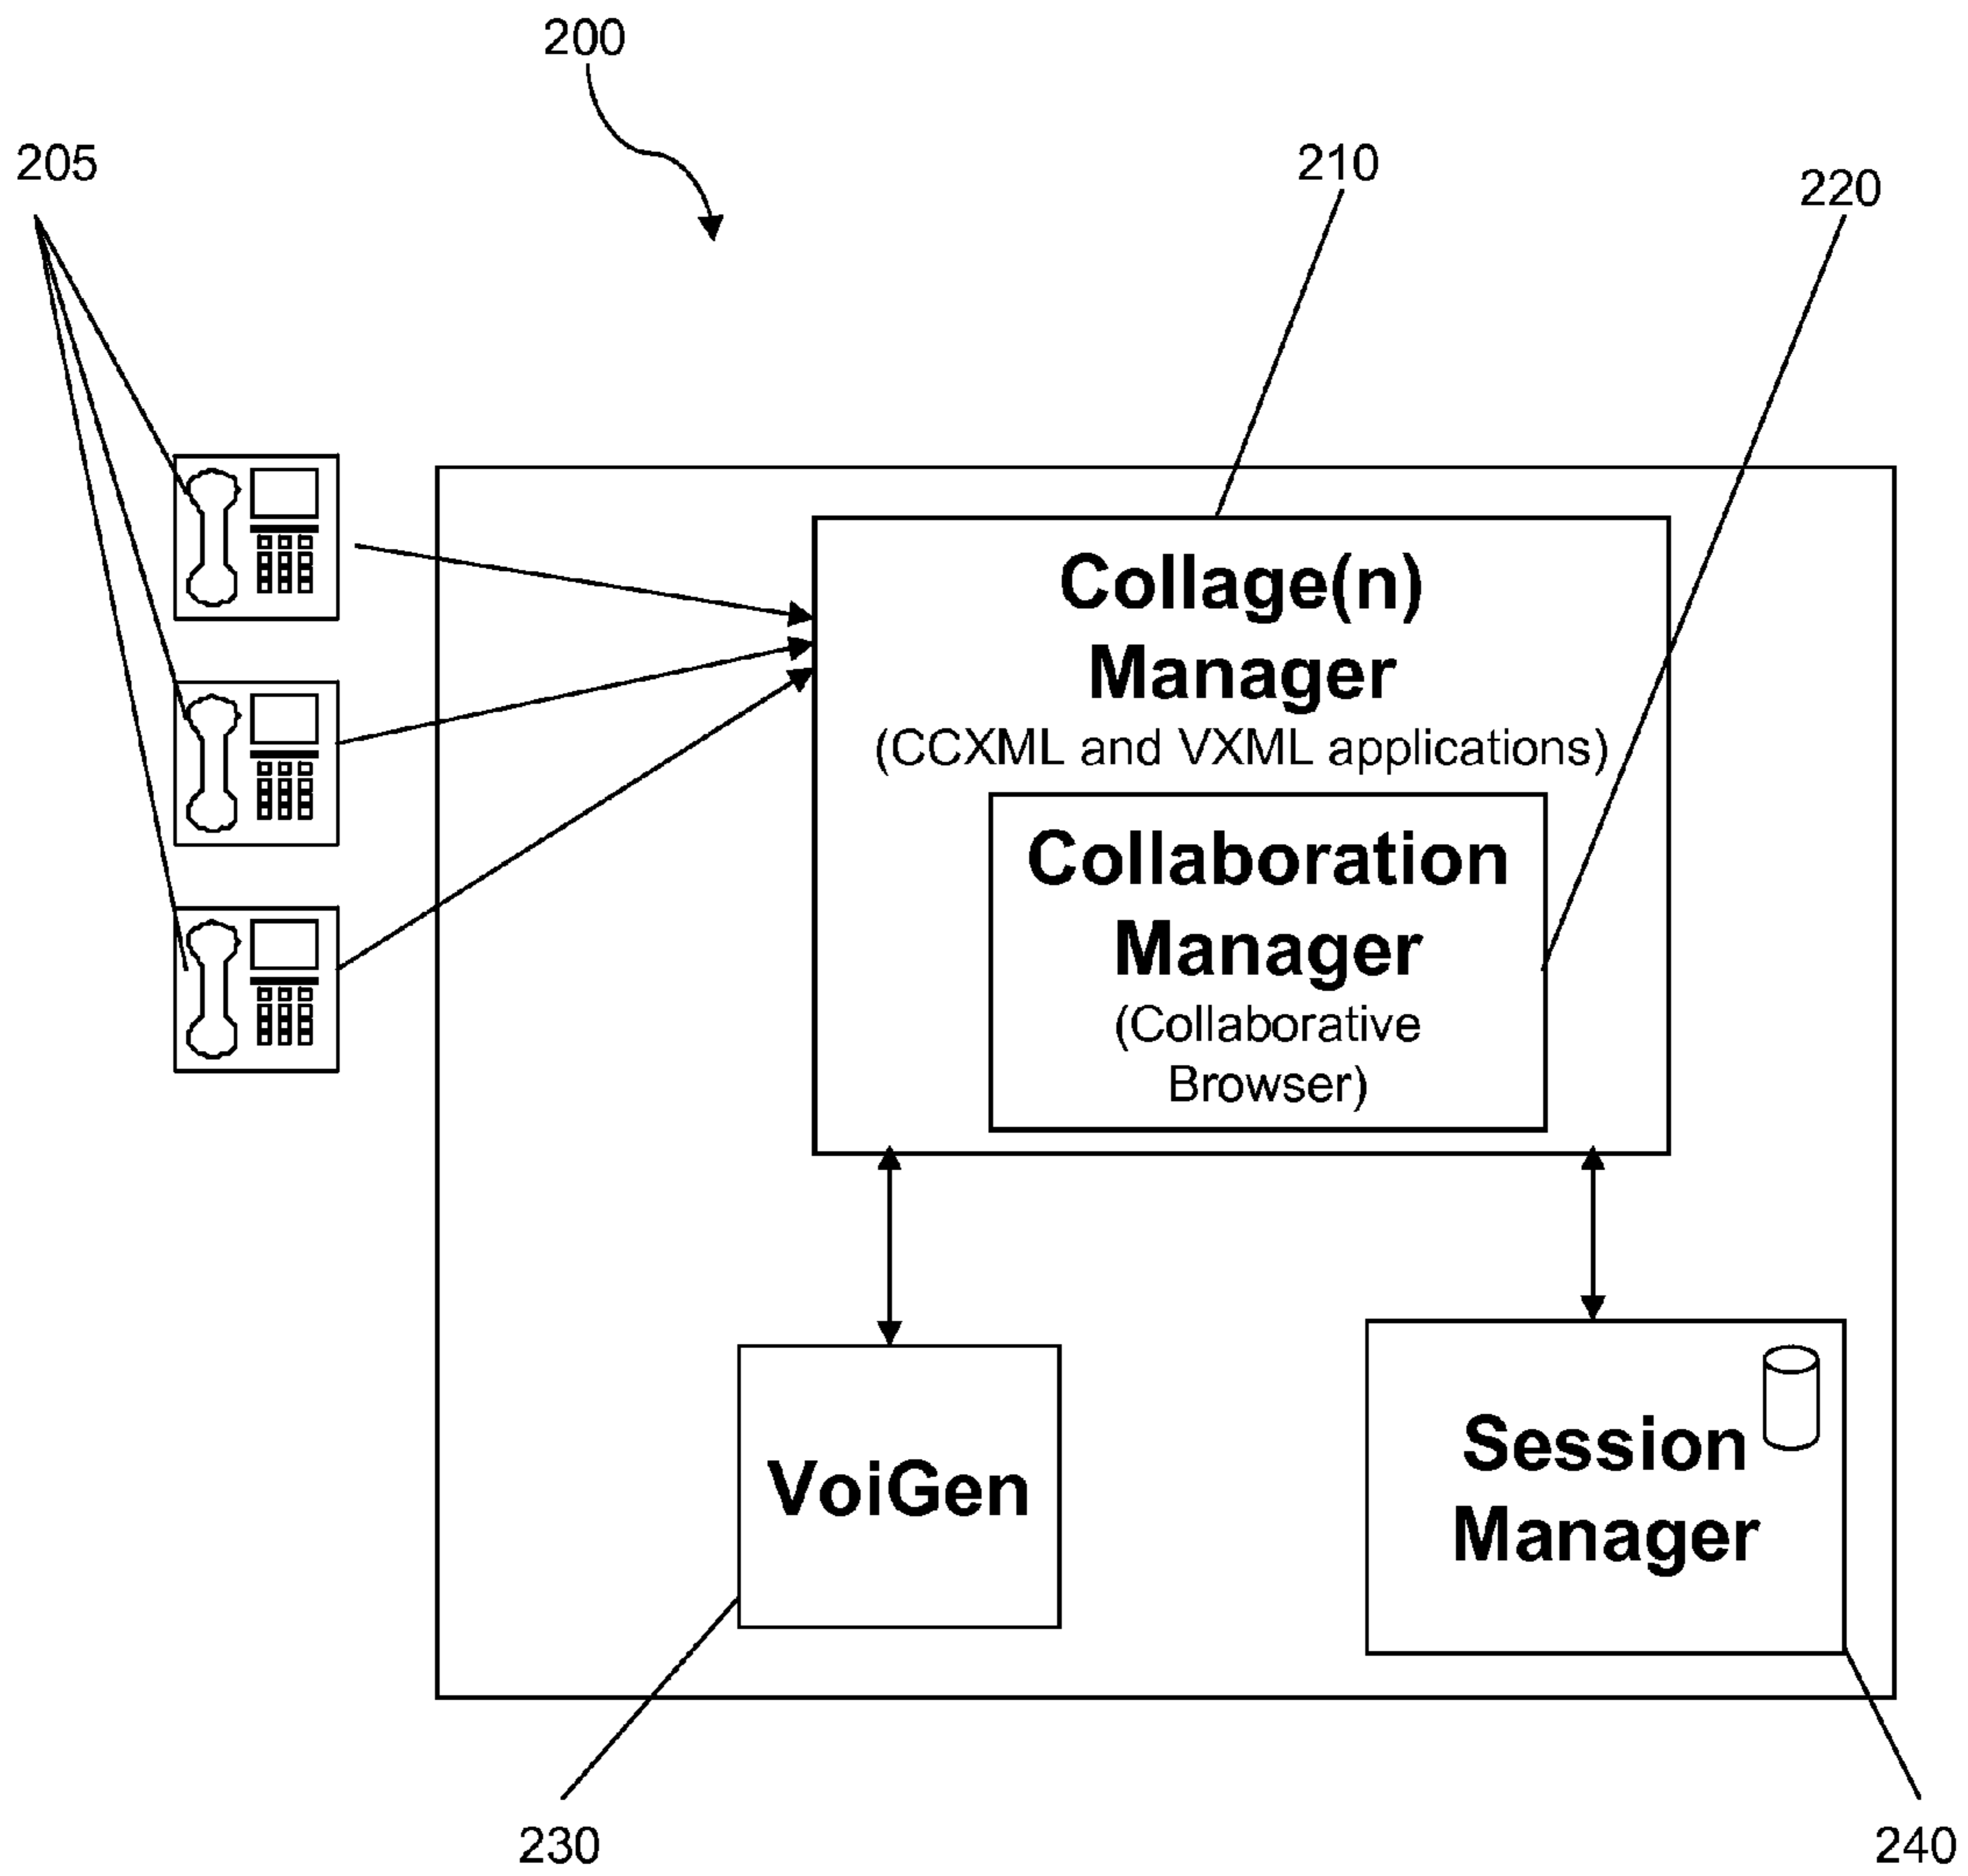 200
205
210
220
Collage(n)
Manager
(CCXML and VXML applications)
Collaboration
Manager
(Collaborative
Browser)
VoiGen
Session
Manager
230
240